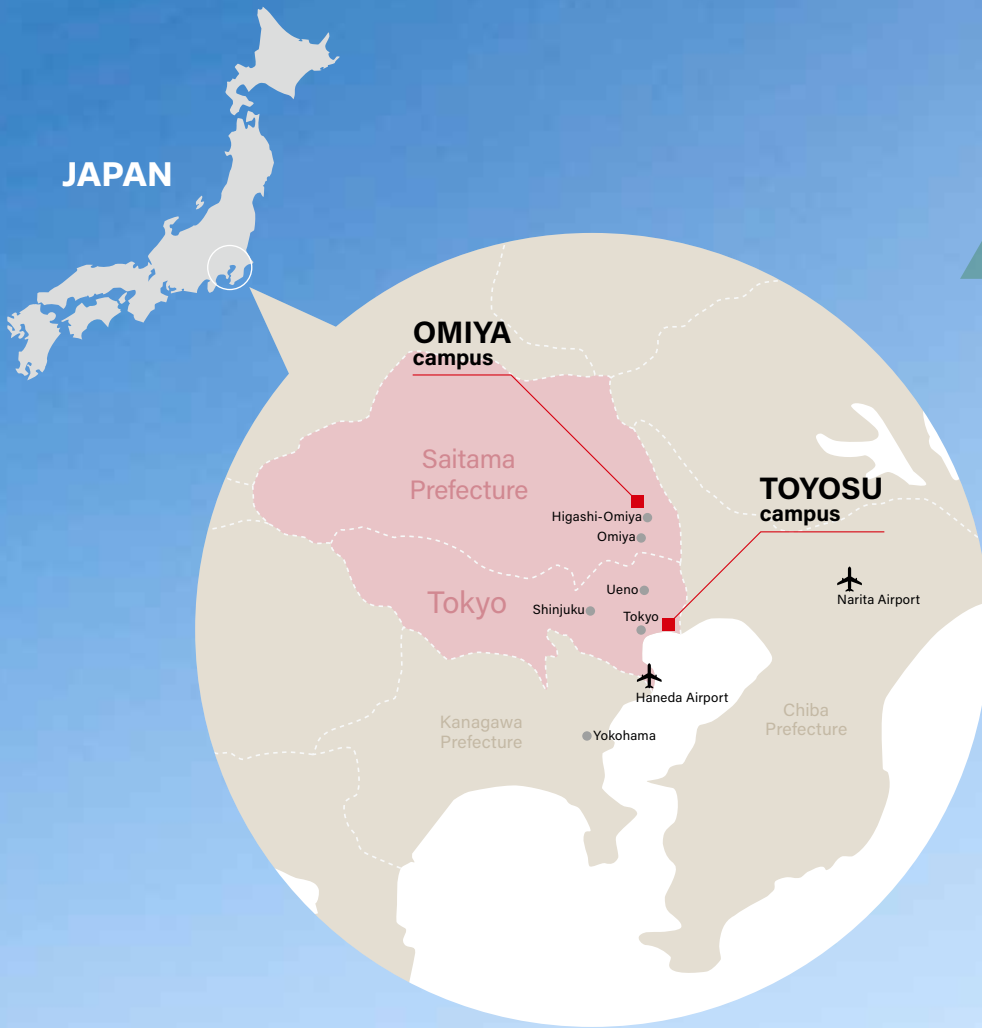 JAPAN
OMIYA
campus
Saitama
Prefecture
TOYOSU
campus
Higashi-Omiya
Omiya
Ueno
Narita Airport
Tokyo
Shinjuku
Tokyo
Haneda Airport
Kanagawa
Prefecture
Chiba
Prefecture
Yokohama